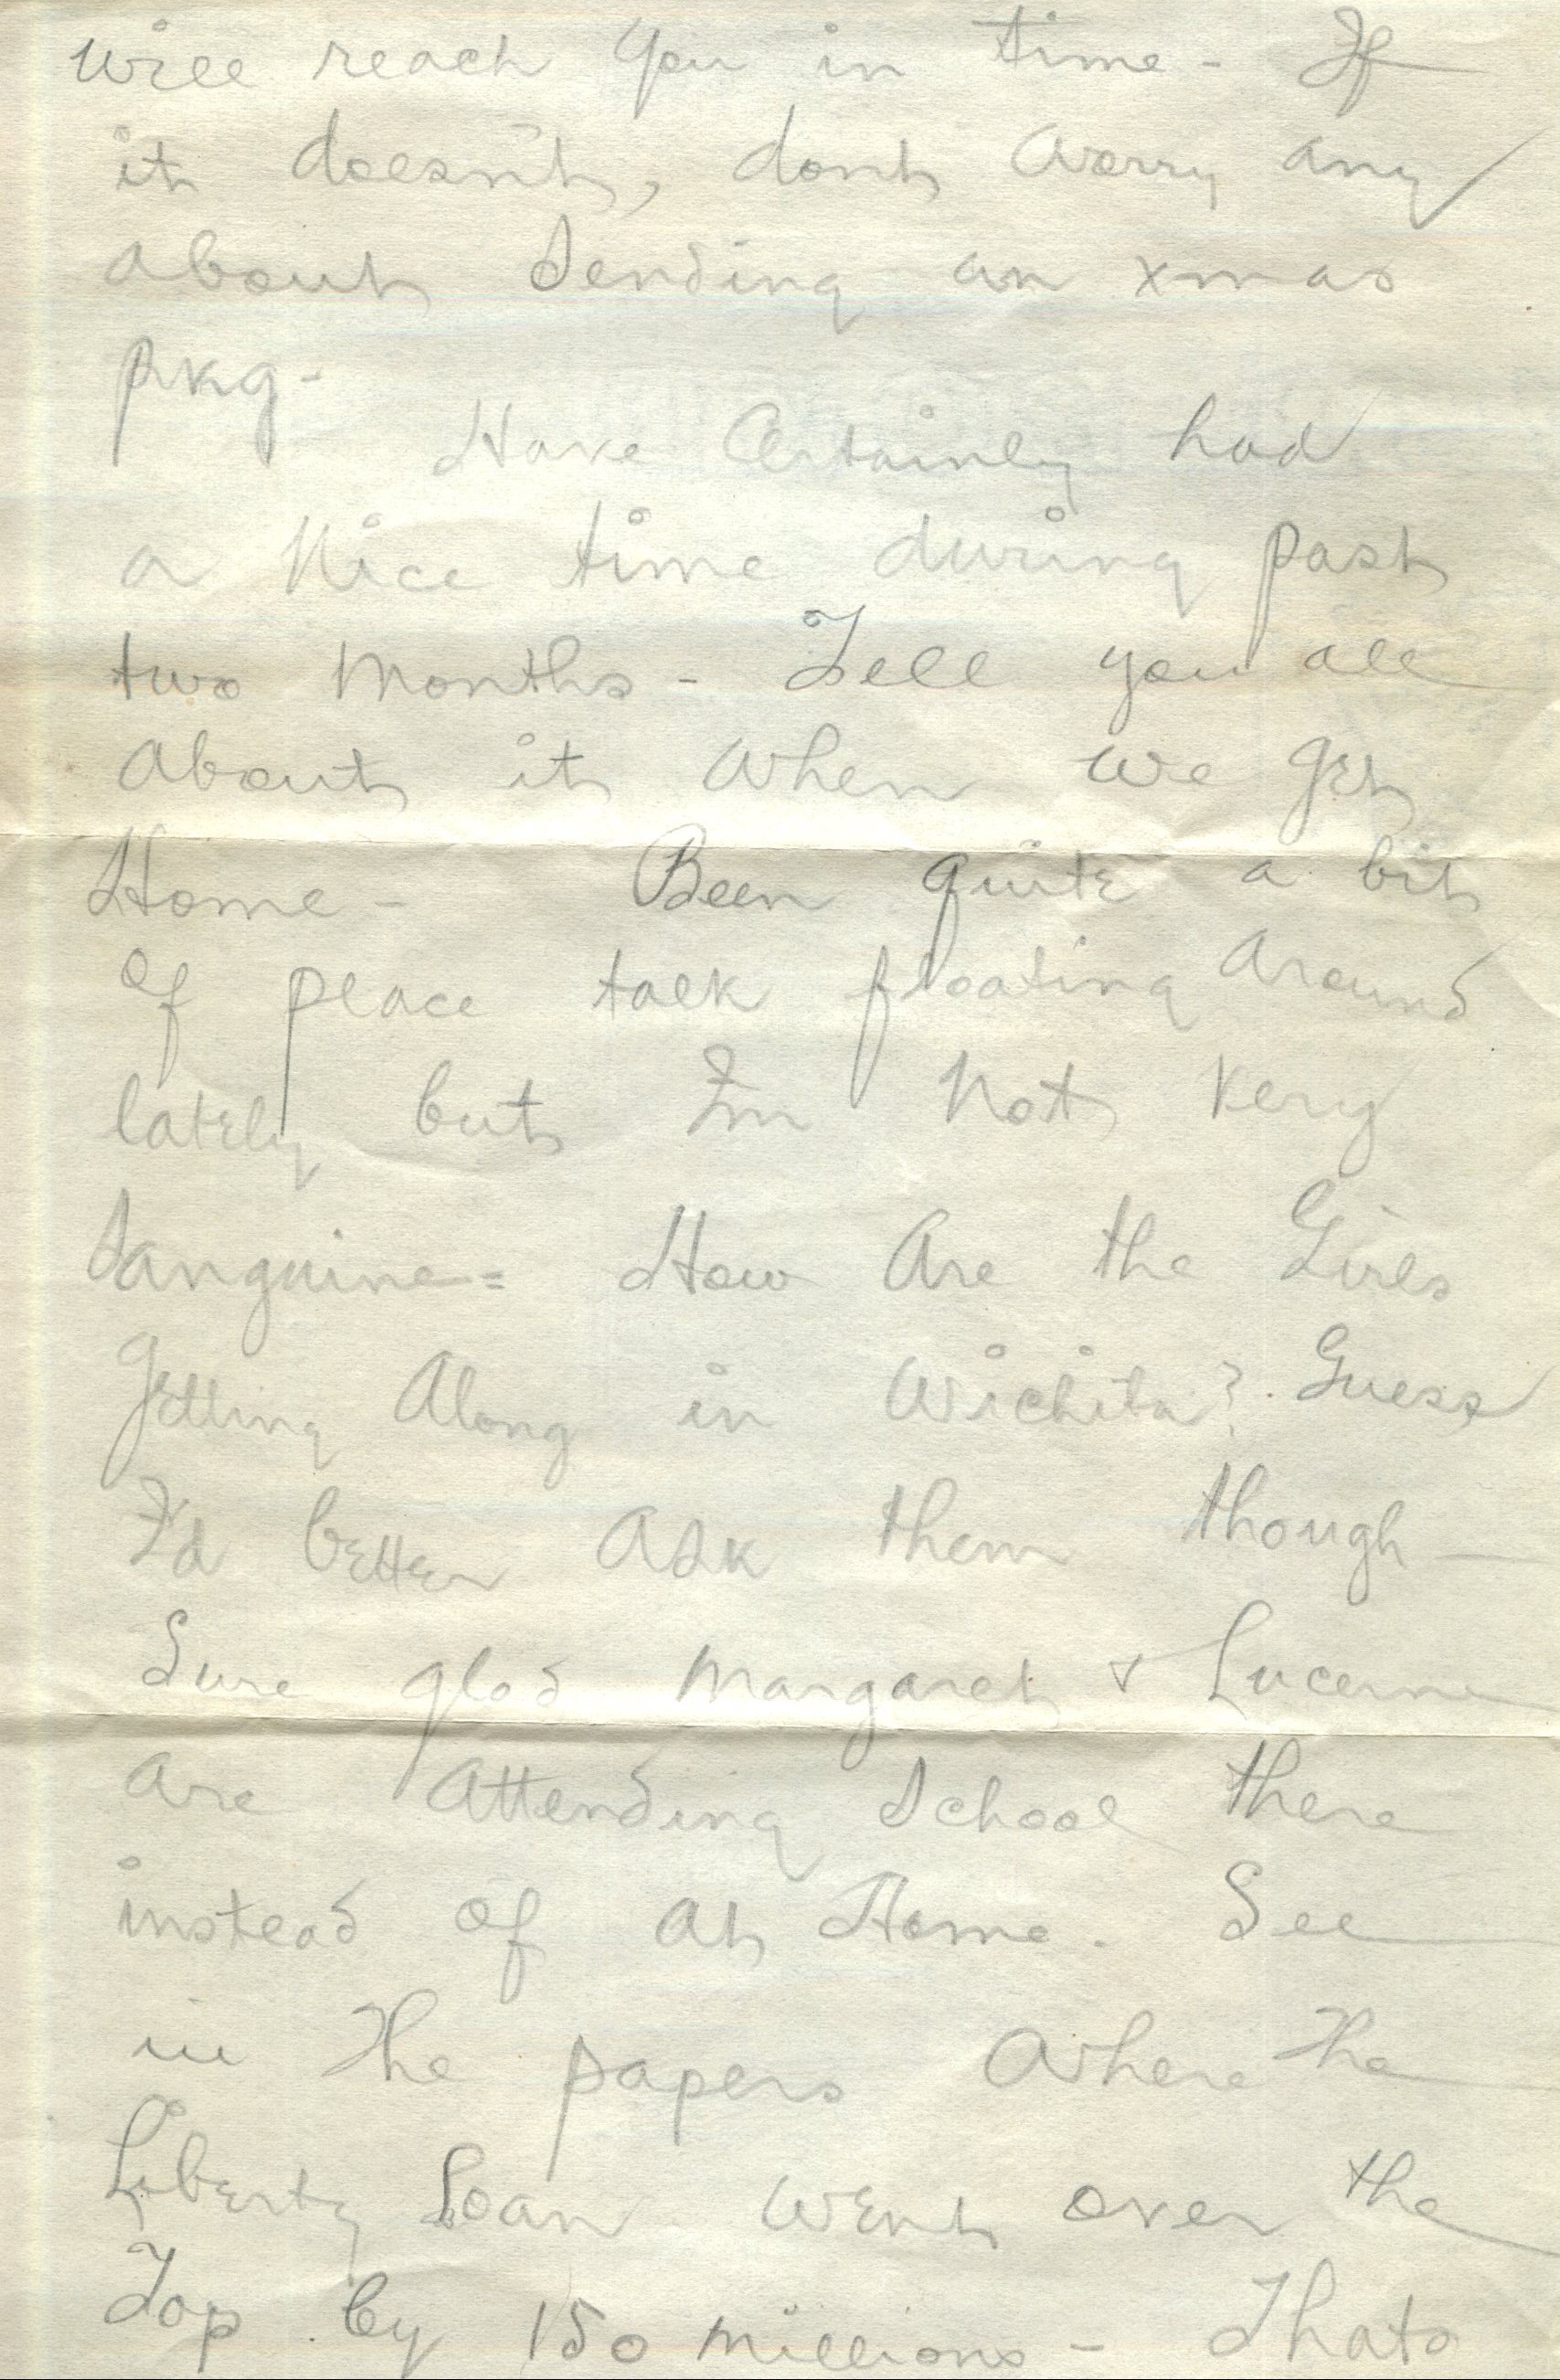 will reach you in time - If
it doesn't, dont worry any
about sending an xmas
pkg -
Have Certainly had
a Nice time during past
two Months - Tell you all
About it When we get
Home - Been quite a bit
of peace talk floating Around
lately but Im Not Very
Sanguine = How Are the Girls
Getting Along in Wichita? Guess
I'd better Ask them though -
Sure glad Margaret & Lucerne
Are Attending School there
instead of At Home. See
in The papers Where The
Liberty Loan Went over the
Top by 150 Millions - Thats